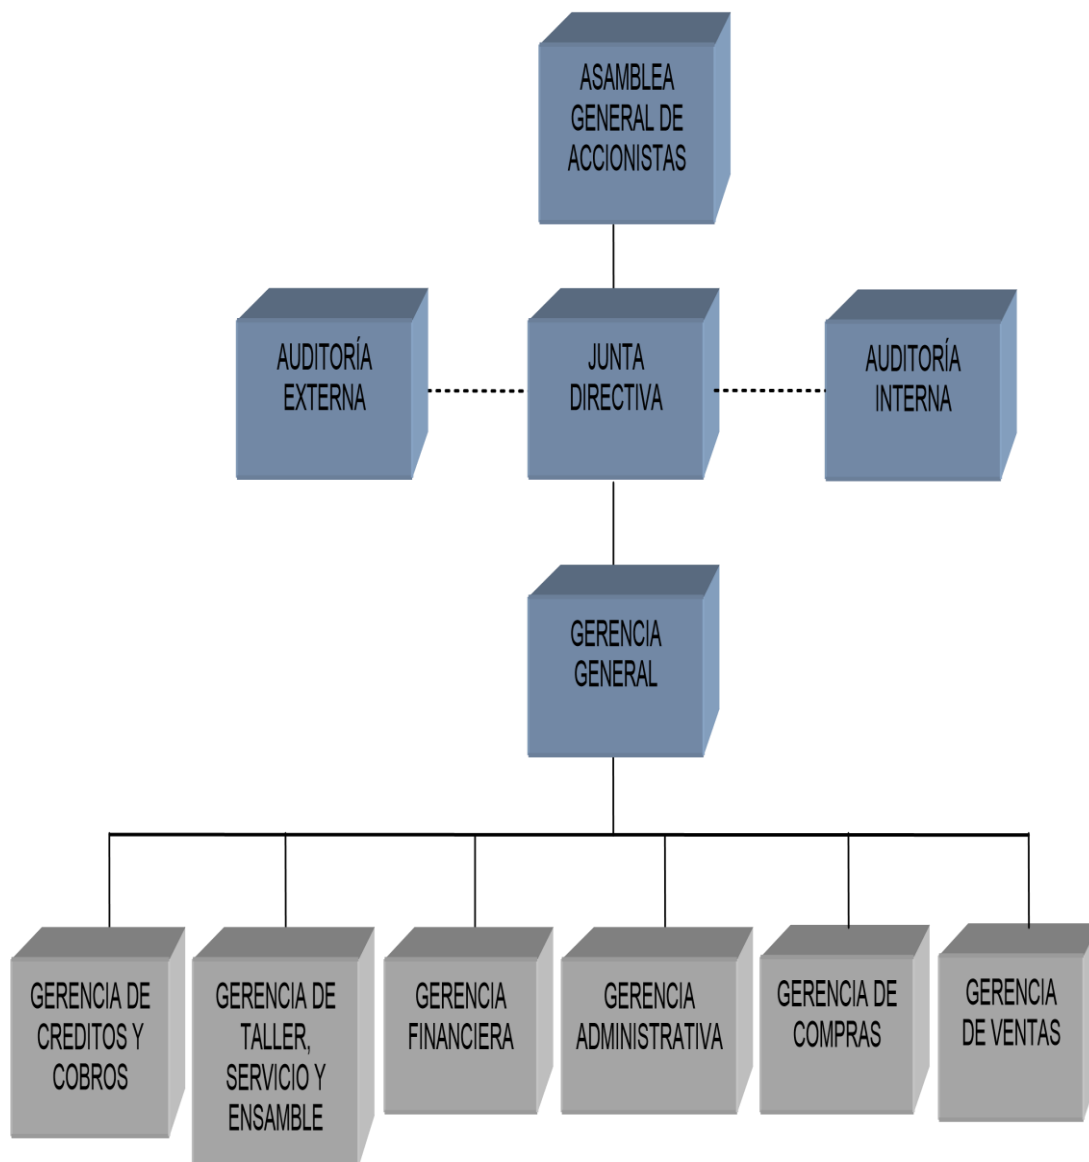 ASAMBLEA
GENERAL DE
ACCIONISTAS
AUDITORÍA
EXTERNA
JUNTA
DIRECTIVA
AUDITORÍA
INTERNA
GERENCIA
GENERAL
GERENCIA DE
CREDITOS Y
COBROS
GERENCIA DE
TALLER,
SERVICIO Y
ENSAMBLE
GERENCIA
FINANCIERA
GERENCIA
ADMINISTRATIVA
GERENCIA DE
COMPRAS
GERENCIA
DE VENTAS